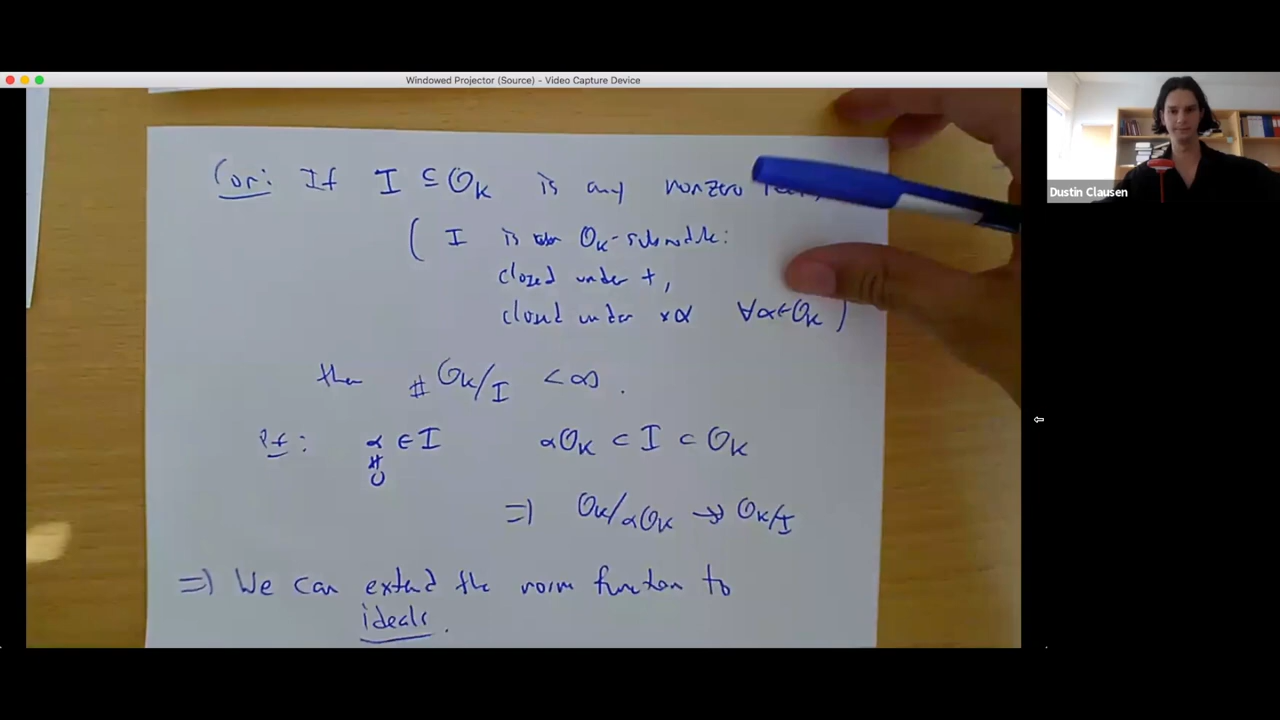 Windowed Projector (Source) - Video Capture Device
Dustin Clausen
Cor: If I ⊆ O_K is any nonzero
( I is an O_K-submodule:
closed under +,
closed under ×α ∀α∈O_K )
then # O_K/I < ∞.
Pf: α ∈ I αO_K ⊂ I ⊂ O_K
≠
0
⇒ O_K/αO_K ↠ O_K/I
⇒ We can extend the norm function to
ideals.